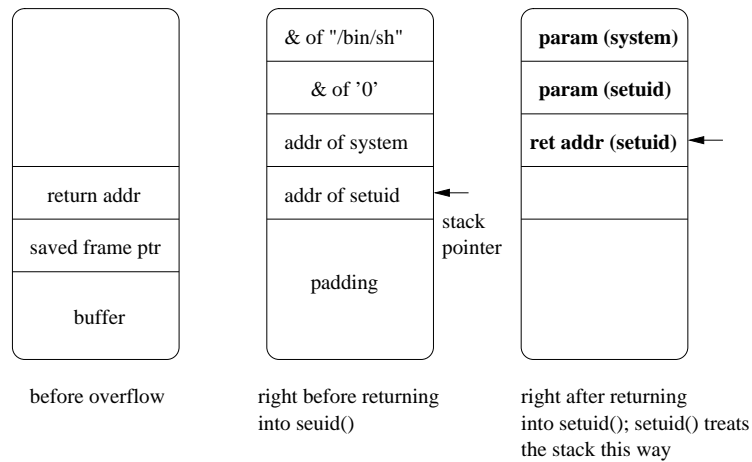 return addr
saved frame ptr
buffer
before overflow
& of "/bin/sh"
& of '0'
addr of system
addr of setuid
stack
pointer
padding
right before returning
into seuid()
param (system)
param (setuid)
ret addr (setuid)
right after returning
into setuid(); setuid() treats
the stack this way